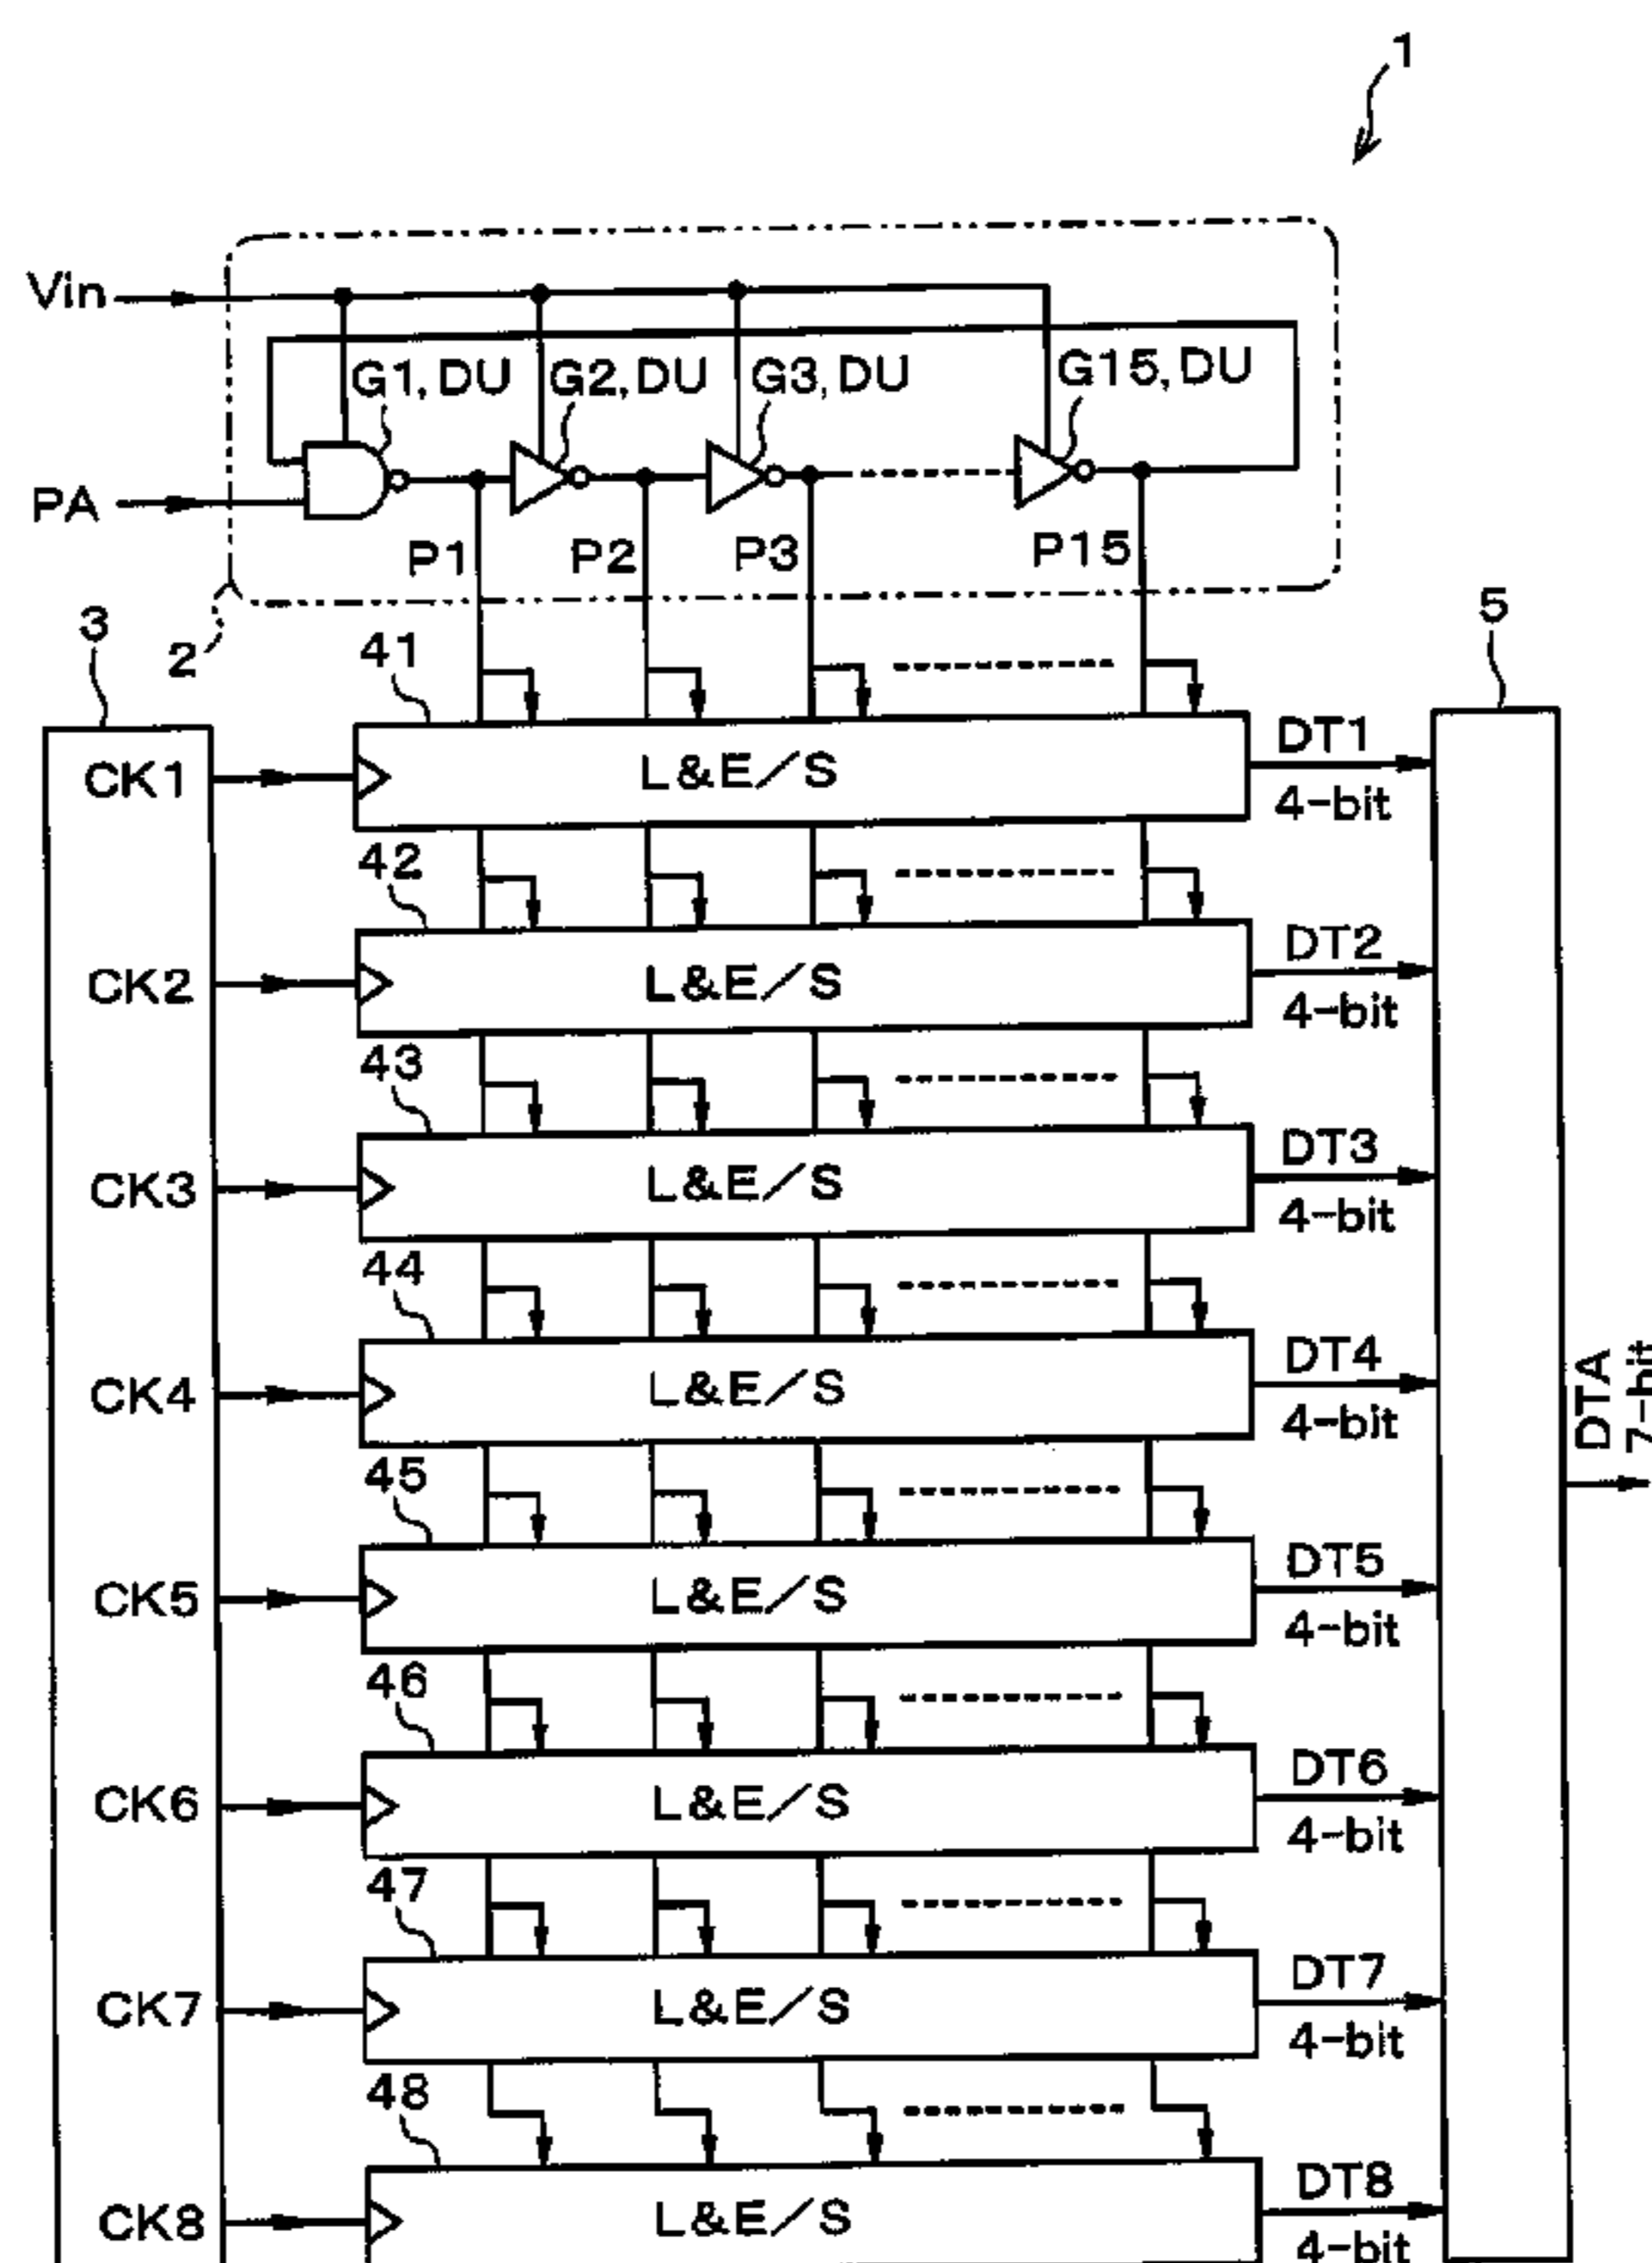 1
Vin
G1, DU
G2, DU
G3, DU
G15, DU
PA
P1
P2
P3
P15
2
3
5
41
CK1
L&E/S
DT1
4-bit
42
CK2
L&E/S
DT2
4-bit
43
CK3
L&E/S
DT3
4-bit
44
CK4
L&E/S
DT4
4-bit
DTA
7-bit
45
CK5
L&E/S
DT5
4-bit
46
CK6
L&E/S
DT6
4-bit
47
CK7
L&E/S
DT7
4-bit
48
CK8
L&E/S
DT8
4-bit